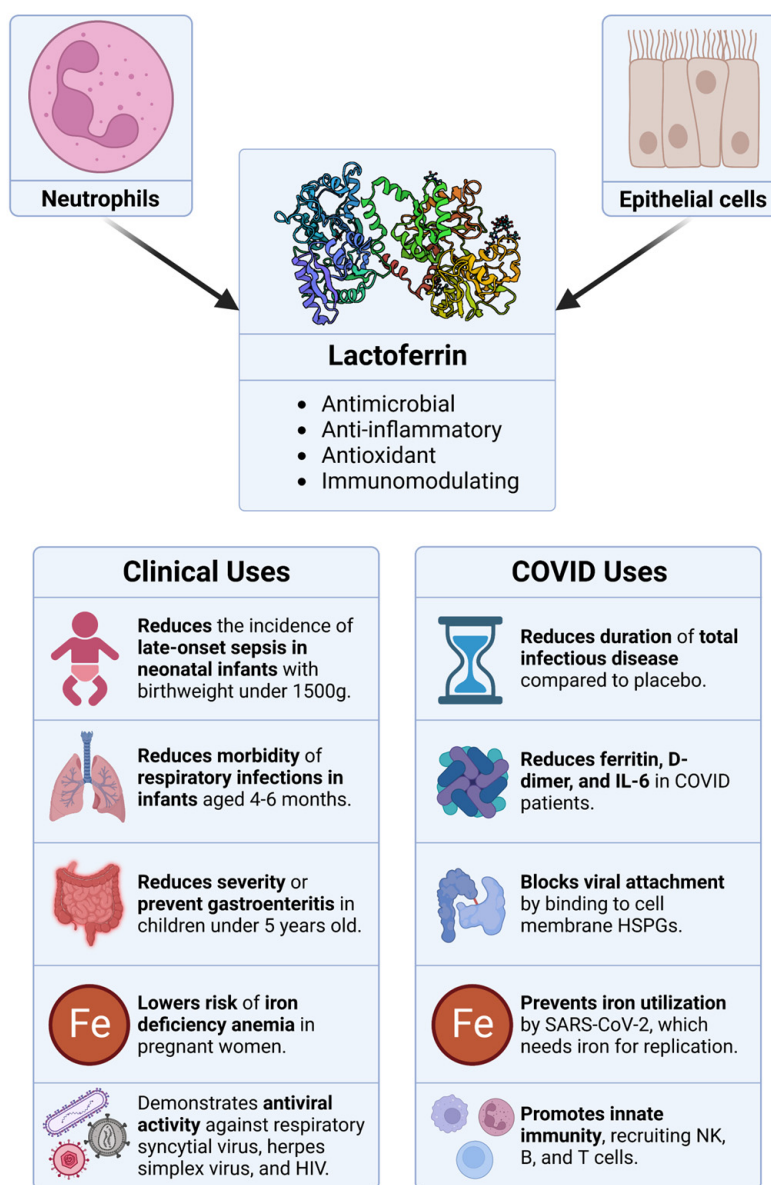 Neutrophils
Epithelial cells
Lactoferrin
• Antimicrobial
• Anti-inflammatory
• Antioxidant
• Immunomodulating
Clinical Uses
Reduces the incidence of
late-onset sepsis in
neonatal infants with
birthweight under 1500g.
Reduces morbidity of
respiratory infections in
infants aged 4-6 months.
Reduces severity or
prevent gastroenteritis in
children under 5 years old.
Fe
Lowers risk of iron
deficiency anemia in
pregnant women.
Demonstrates antiviral
activity against respiratory
syncytial virus, herpes
simplex virus, and HIV.
COVID Uses
Reduces duration of total
infectious disease
compared to placebo.
Reduces ferritin, D-
dimer, and IL-6 in COVID
patients.
Blocks viral attachment
by binding to cell
membrane HSPGs.
Fe
Prevents iron utilization
by SARS-CoV-2, which
needs iron for replication.
Promotes innate
immunity, recruiting NK,
B, and T cells.